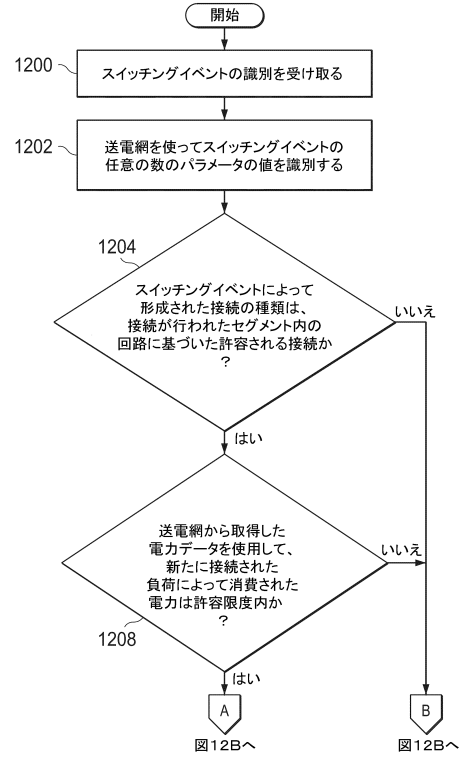 開始
1200
スイッチングイベントの識別を受け取る
1202
送電網を使ってスイッチングイベントの
任意の数のパラメータの値を識別する
1204
スイッチングイベントによって
形成された接続の種類は、
接続が行われたセグメント内の
回路に基づいた許容される接続か
?
いいえ
はい
送電網から取得した
電力データを使用して、
新たに接続された
負荷によって消費された
電力は許容限度内か
?
いいえ
1208
はい
A
B
図12Bへ
図12Bへ